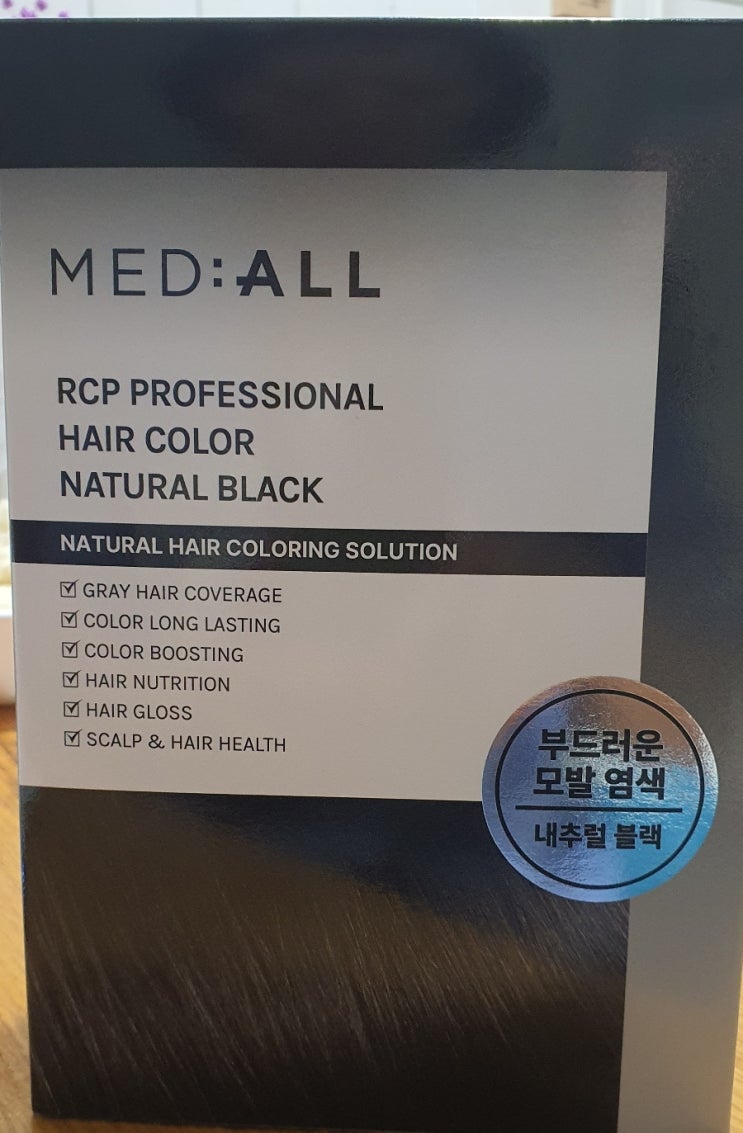 MED:ALL
RCP PROFESSIONAL
HAIR COLOR
NATURAL BLACK
NATURAL HAIR COLORING SOLUTION
☑ GRAY HAIR COVERAGE
☑ COLOR LONG LASTING
☑ COLOR BOOSTING
☑ HAIR NUTRITION
☑ HAIR GLOSS
☑ SCALP & HAIR HEALTH
부드러운
모발 염색
내추럴 블랙